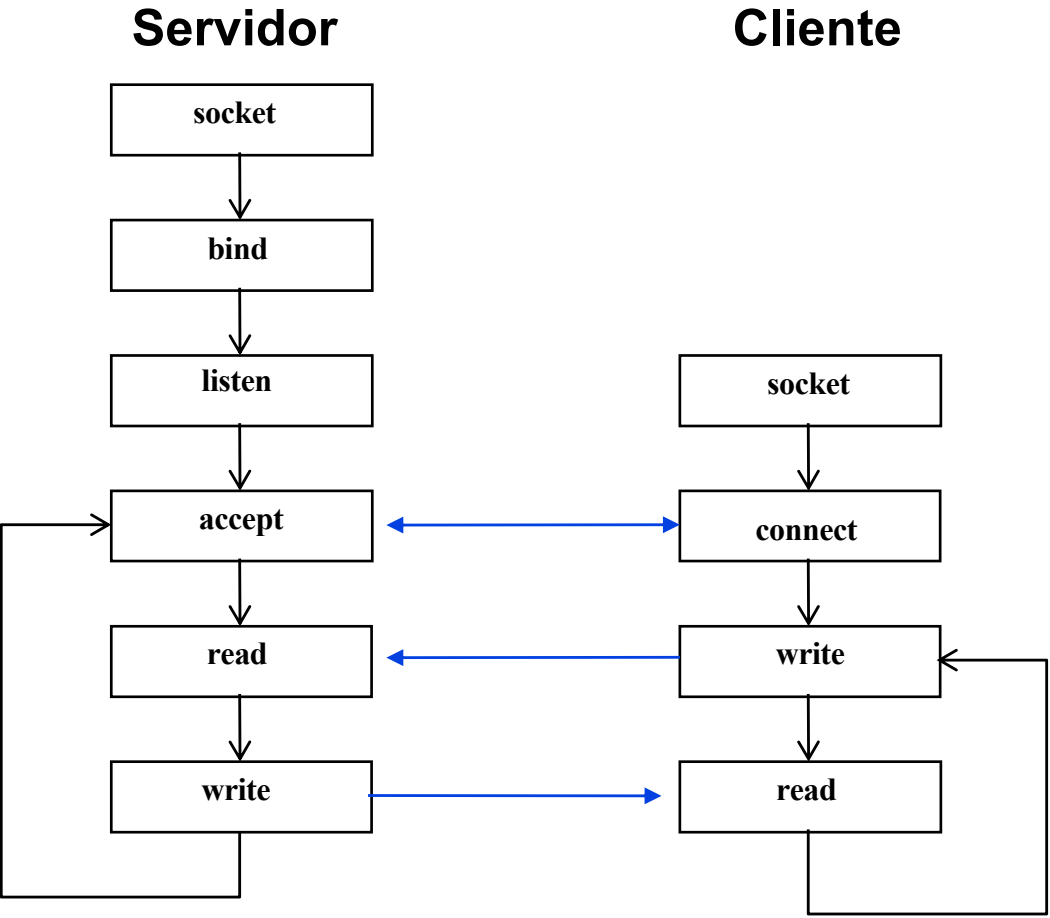 Servidor
Cliente
socket
bind
listen
socket
accept
connect
read
write
write
read